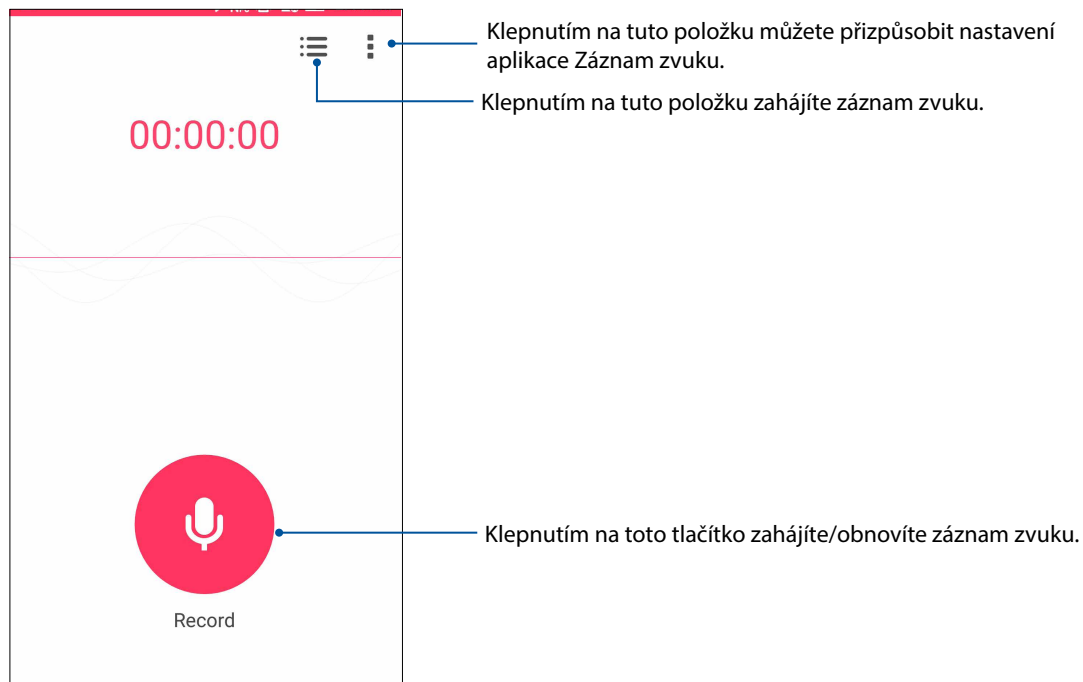 Klepnutím na tuto položku můžete přizpůsobit nastavení
aplikace Záznam zvuku.
Klepnutím na tuto položku zahájíte záznam zvuku.
00:00:00
Klepnutím na toto tlačítko zahájíte/obnovíte záznam zvuku.
Record